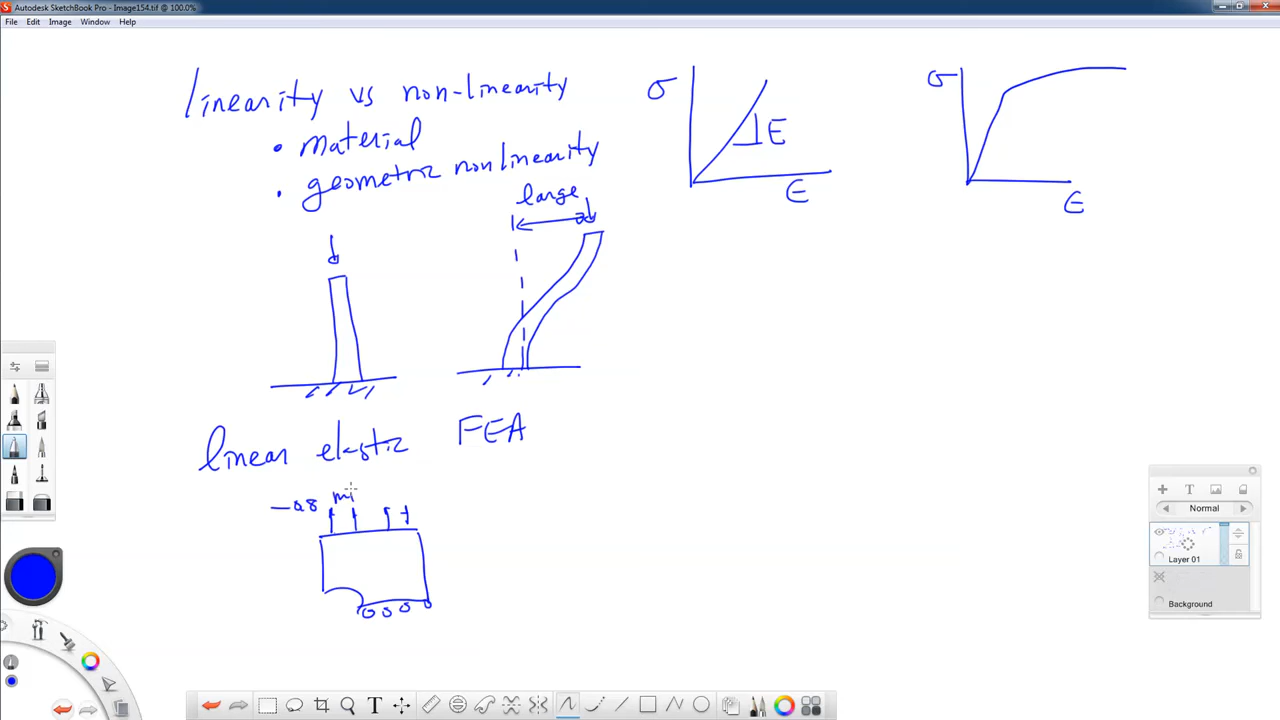 Autodesk SketchBook Pro - Image154.tif @ 100.0%
File Edit Image Window Help
linearity vs non-linearity
• material
• geometric nonlinearity
large
σ
E
ϵ
σ
ϵ
linear elastic FEA
mi
Normal
Layer 01
Background
T